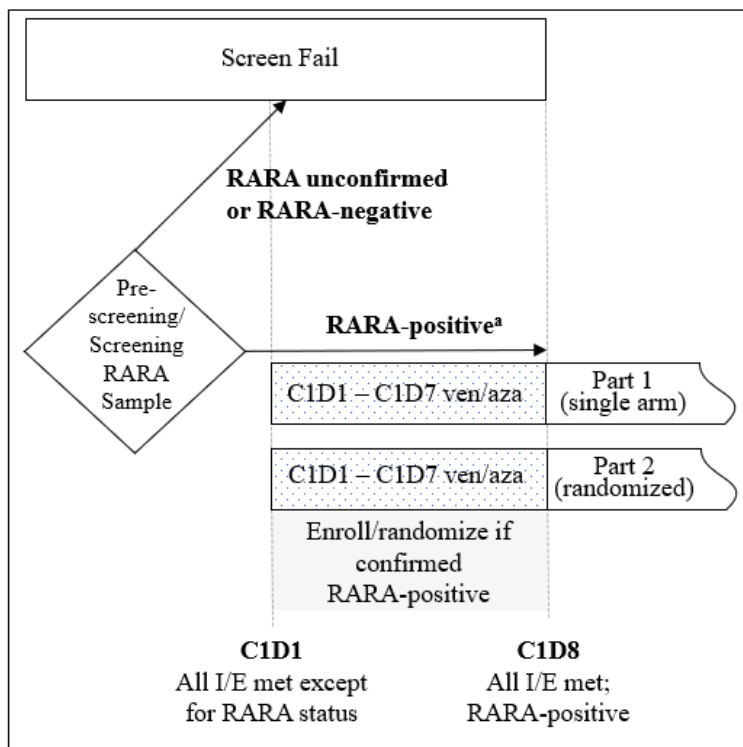 Screen Fail
RARA unconfirmed
or RARA-negative
Pre-
screening/
Screening
RARA
Sample
RARA-positiveᵃ
C1D1 – C1D7 ven/aza
Part 1
(single arm)
C1D1 – C1D7 ven/aza
Part 2
(randomized)
Enroll/randomize if
confirmed
RARA-positive
C1D1
All I/E met except
for RARA status
C1D8
All I/E met;
RARA-positive